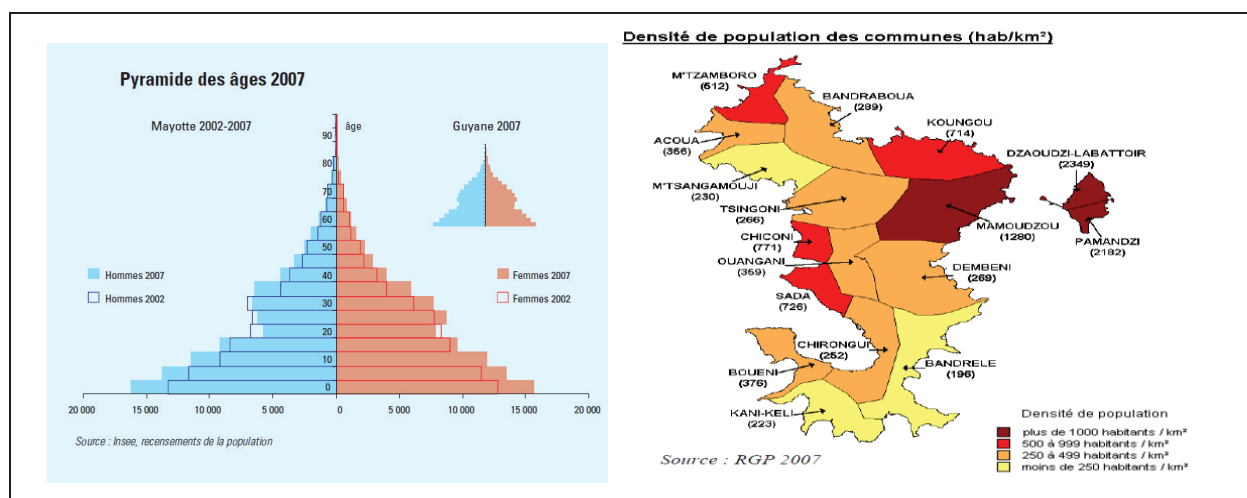 Pyramide des âges 2007
Mayotte 2002-2007
âge
Guyane 2007
90
80
70
60
50
40
30
20
10
0
Hommes 2007
Hommes 2002
Femmes 2007
Femmes 2002
20 000
15 000
10 000
5 000
0
5 000
10 000
15 000
20 000
Source : Insee, recensements de la population
Densité de population des communes (hab/km²)
M'TZAMBORO
(512)
BANDRABOUA
(289)
KOUNGOU
(714)
ACOUA
(356)
DZAOUDZI-LABATTOIR
(2349)
M'TSANGAMOUJI
(230)
TSINGONI
(266)
MAMOUDZOU
(1280)
PAMANDZI
(2182)
CHICONI
(771)
OUANGANI
(359)
DEMBENI
(269)
SADA
(726)
CHIRONGUI
(252)
BANDRELE
(196)
BOUENI
(376)
KANI-KELI
(223)
Densité de population
plus de 1000 habitants / km²
500 à 999 habitants / km²
250 à 499 habitants / km²
moins de 250 habitants / km²
Source : RGP 2007